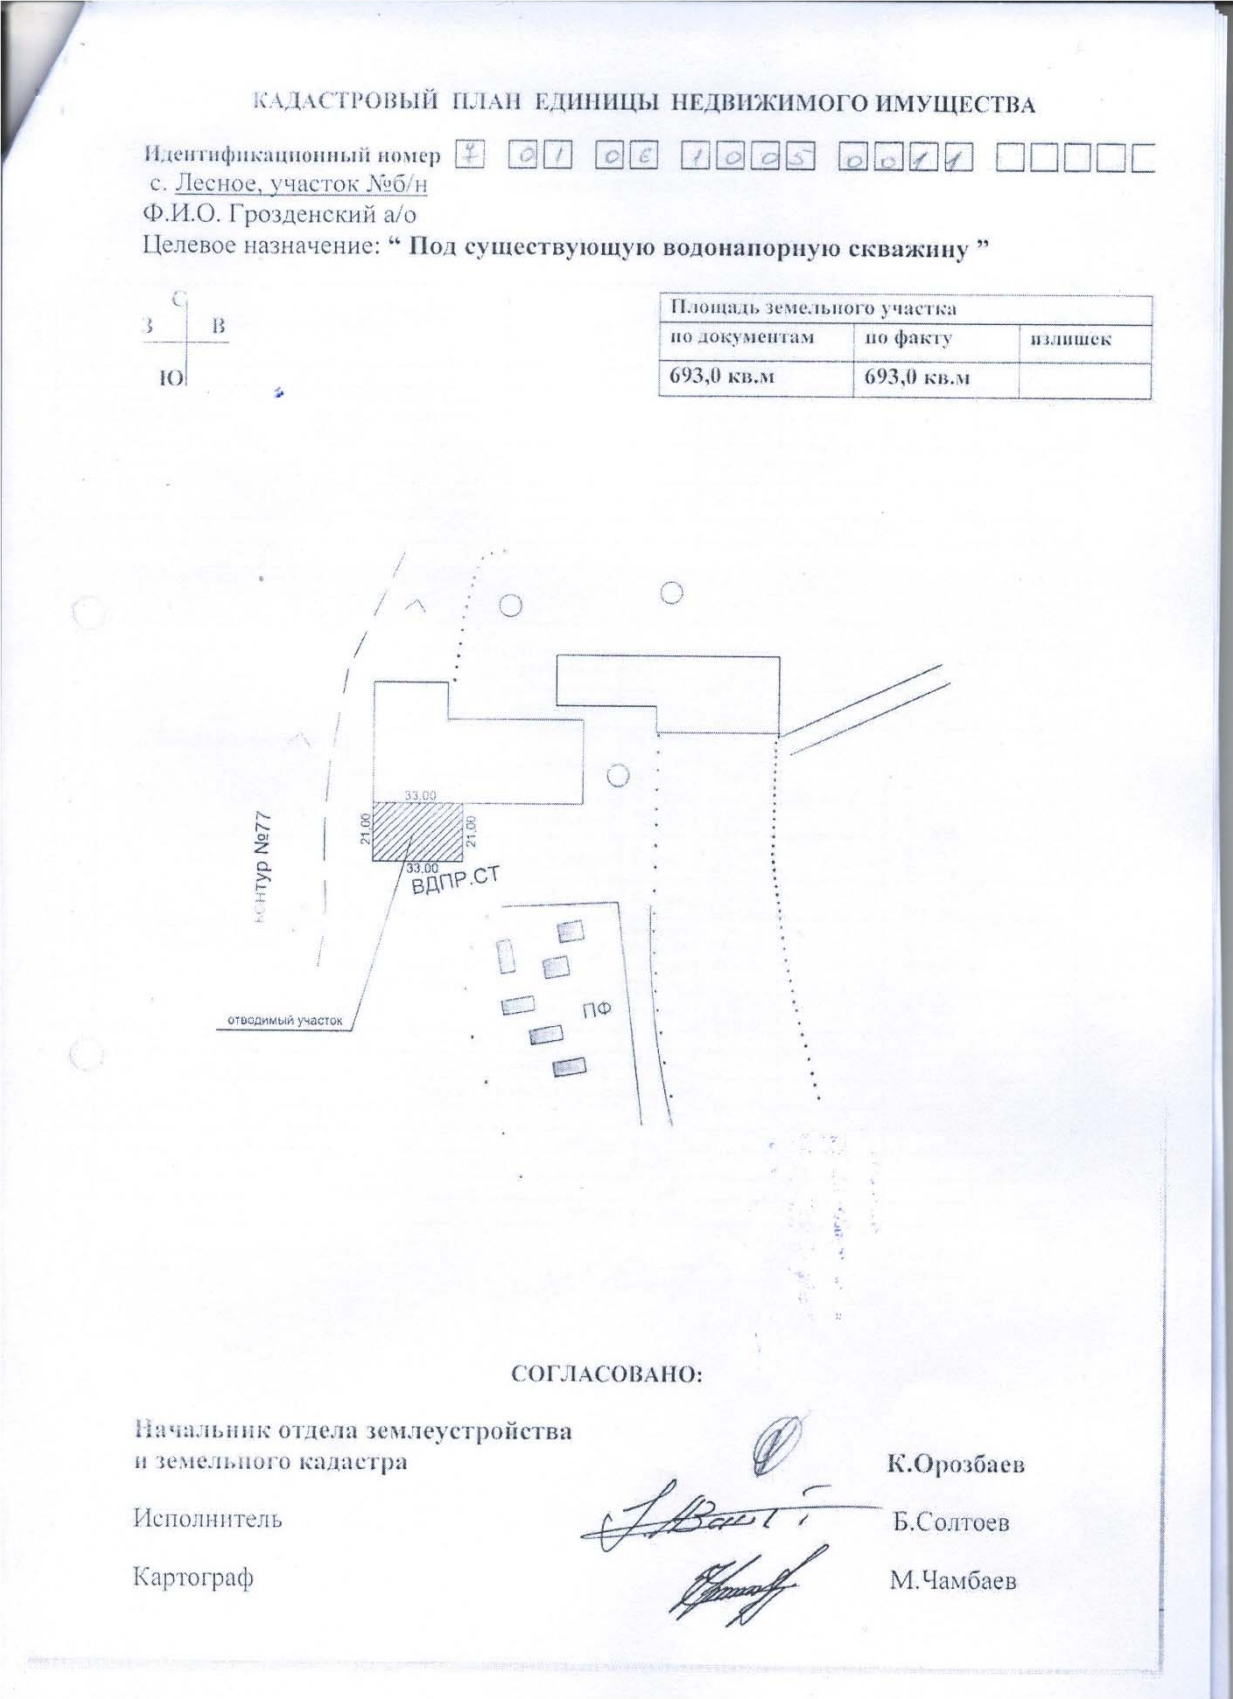 КАДАСТРОВЫЙ ПЛАН ЕДИНИЦЫ НЕДВИЖИМОГО ИМУЩЕСТВА
Идентификационный номер 7 01 06 1005 0011
с. Лесное, участок №б/н
Ф.И.О. Грозденский а/о
Целевое назначение: “ Под существующую водонапорную скважину ”
С
З В
Ю
Площадь земельного участка
по документам по факту излишек
693,0 кв.м 693,0 кв.м
33,00
21,00
21,00
33,00
ВДПР.СТ
контур №77
ПФ
отводимый участок
СОГЛАСОВАНО:
Начальник отдела землеустройства
и земельного кадастра К.Орозбаев
Исполнитель Б.Солтоев
Картограф М.Чамбаев